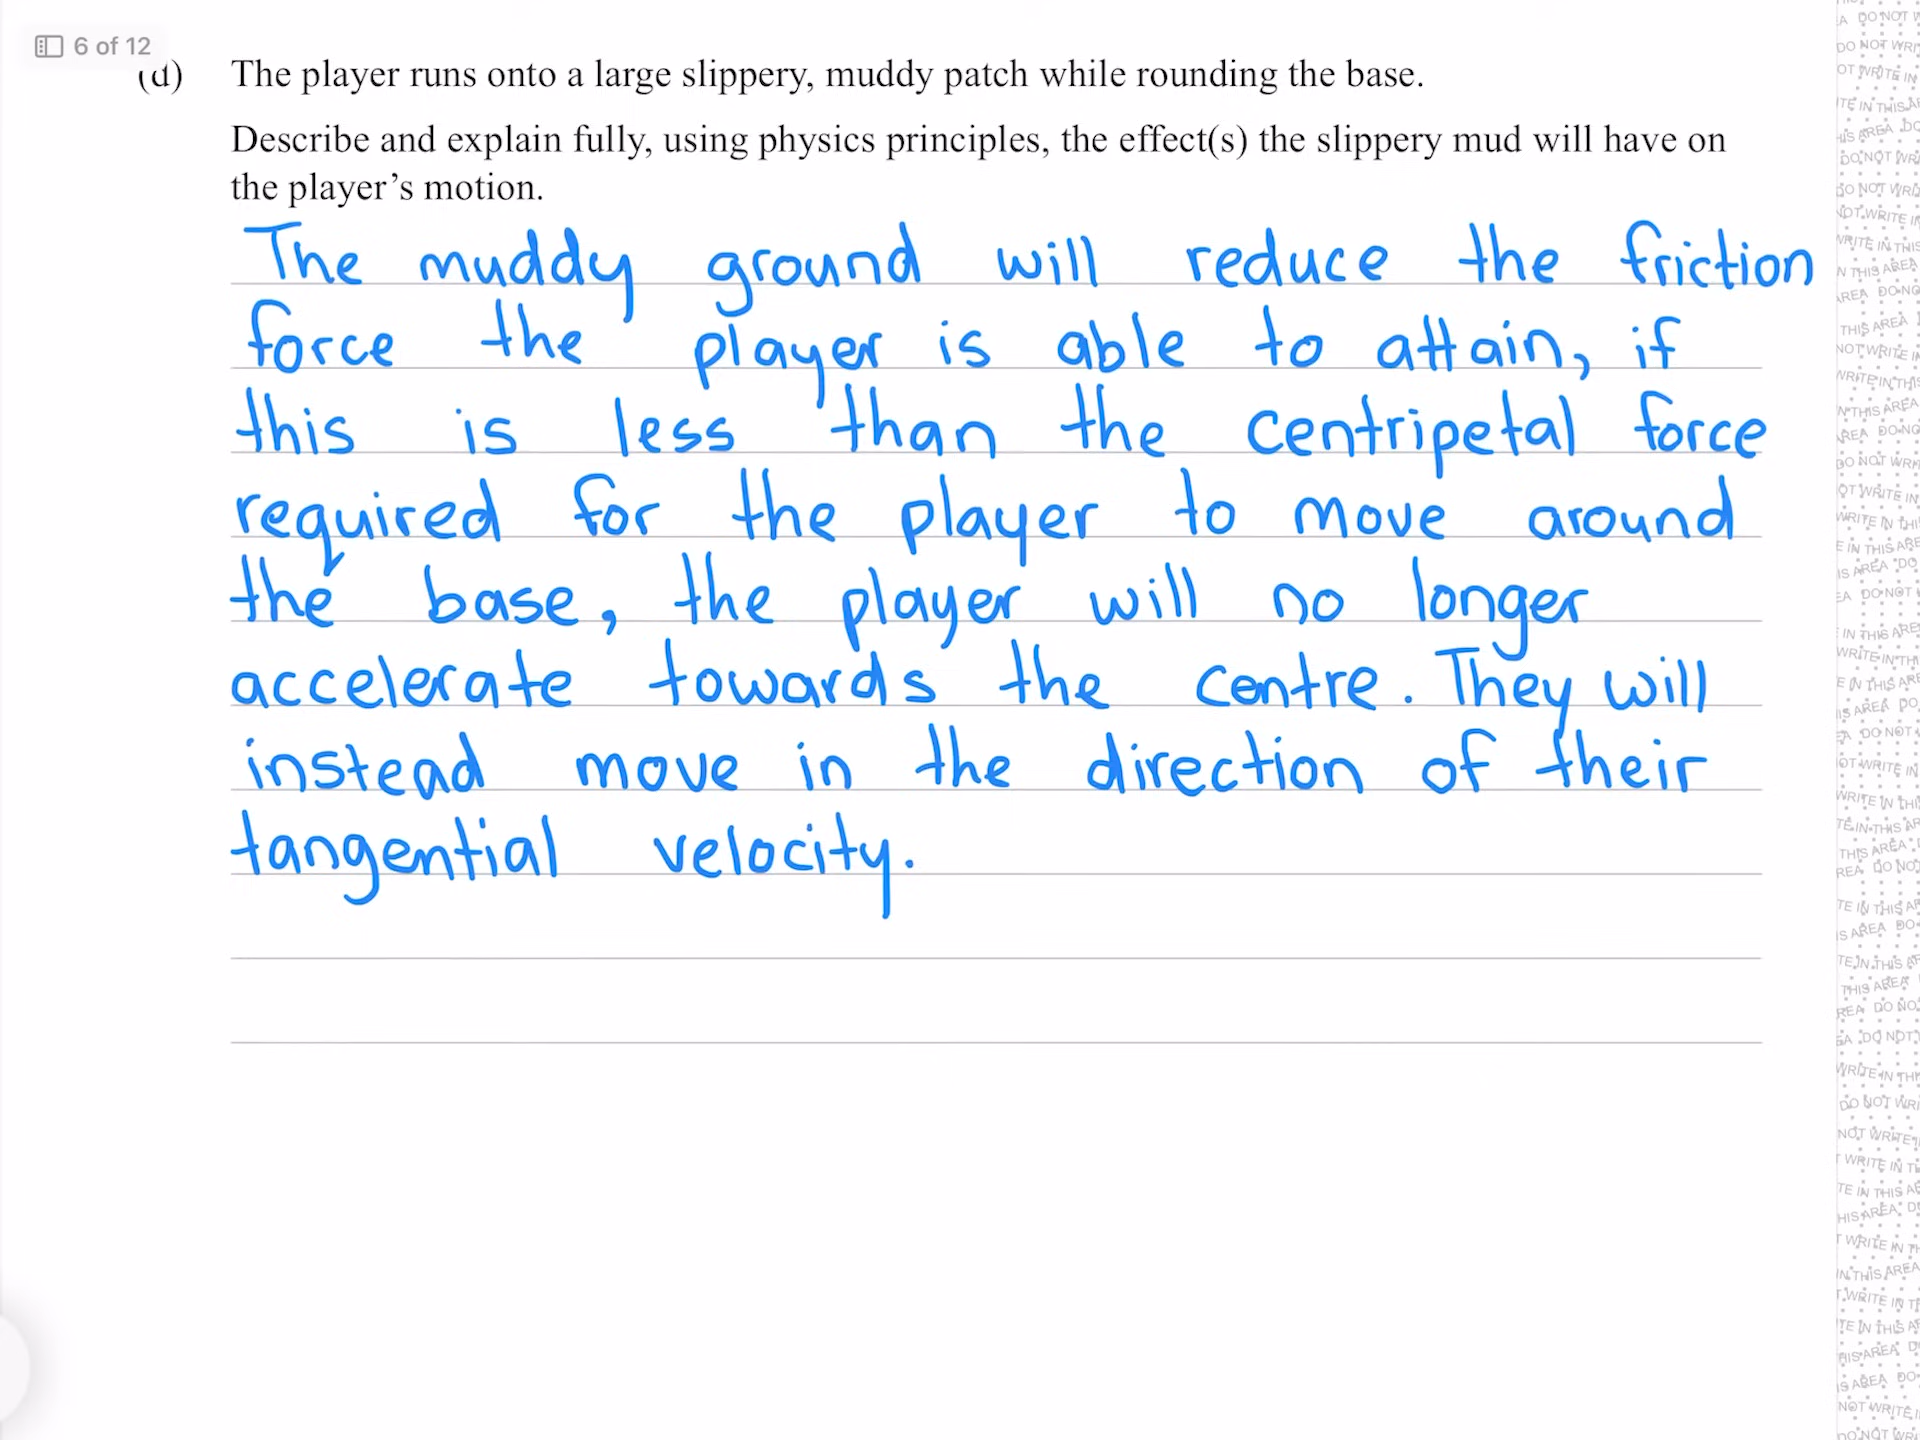 6 of 12
(d) The player runs onto a large slippery, muddy patch while rounding the base.
Describe and explain fully, using physics principles, the effect(s) the slippery mud will have on
the player's motion.
The muddy ground will reduce the friction
force the player is able to attain, if
this is less than the centripetal force
required for the player to move around
the base, the player will no longer
accelerate towards the centre. They will
instead move in the direction of their
tangential velocity.